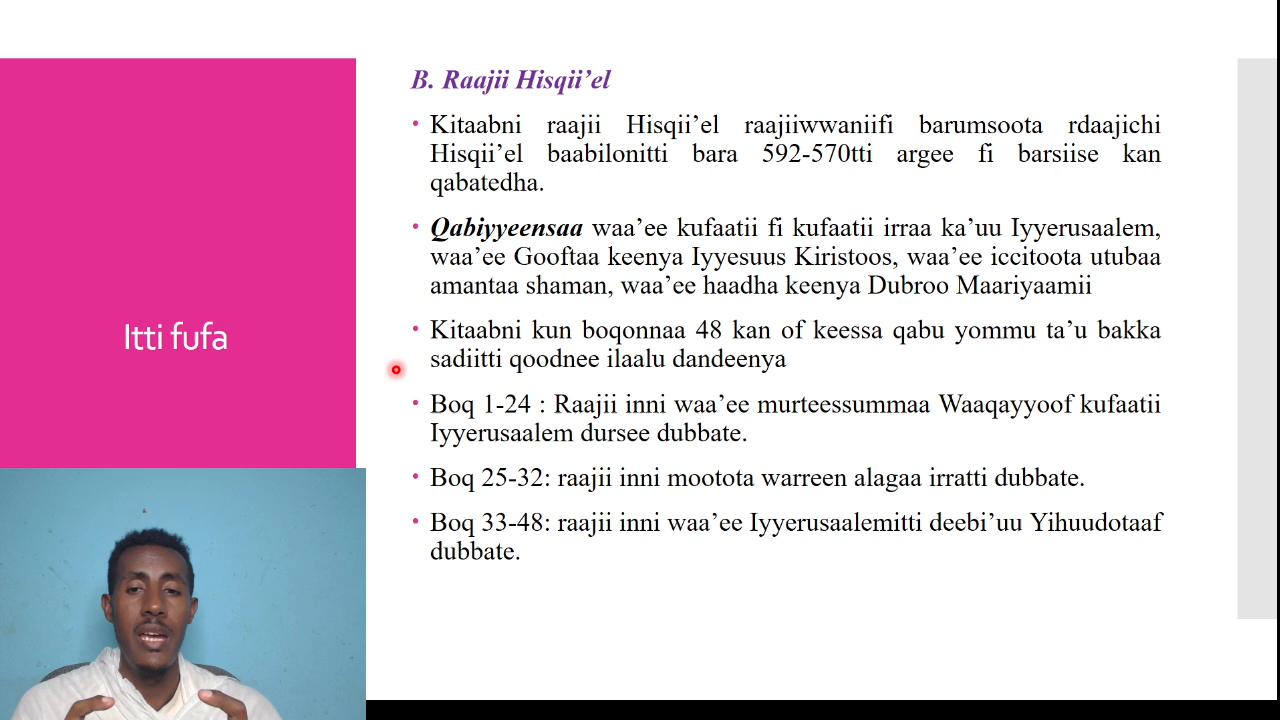 Itti fufa
B. Raajii Hisqii’el
• Kitaabni raajii Hisqii’el raajiiwwaniifi barumsoota rdaajichi
Hisqii’el baabilonitti bara 592-570tti argee fi barsiise kan
qabatedha.
• Qabiyyeensaa waa’ee kufaatii fi kufaatii irraa ka’uu Iyyerusaalem,
waa’ee Gooftaa keenya Iyyesuus Kiristoos, waa’ee iccitoota utubaa
amantaa shaman, waa’ee haadha keenya Dubroo Maariyaamii
• Kitaabni kun boqonnaa 48 kan of keessa qabu yommu ta’u bakka
sadiitti qoodnee ilaalu dandeenya
• Boq 1-24 : Raajii inni waa’ee murteessummaa Waaqayyoof kufaatii
Iyyerusaalem dursee dubbate.
• Boq 25-32: raajii inni mootota warreen alagaa irratti dubbate.
• Boq 33-48: raajii inni waa’ee Iyyerusaalemitti deebi’uu Yihuudotaaf
dubbate.